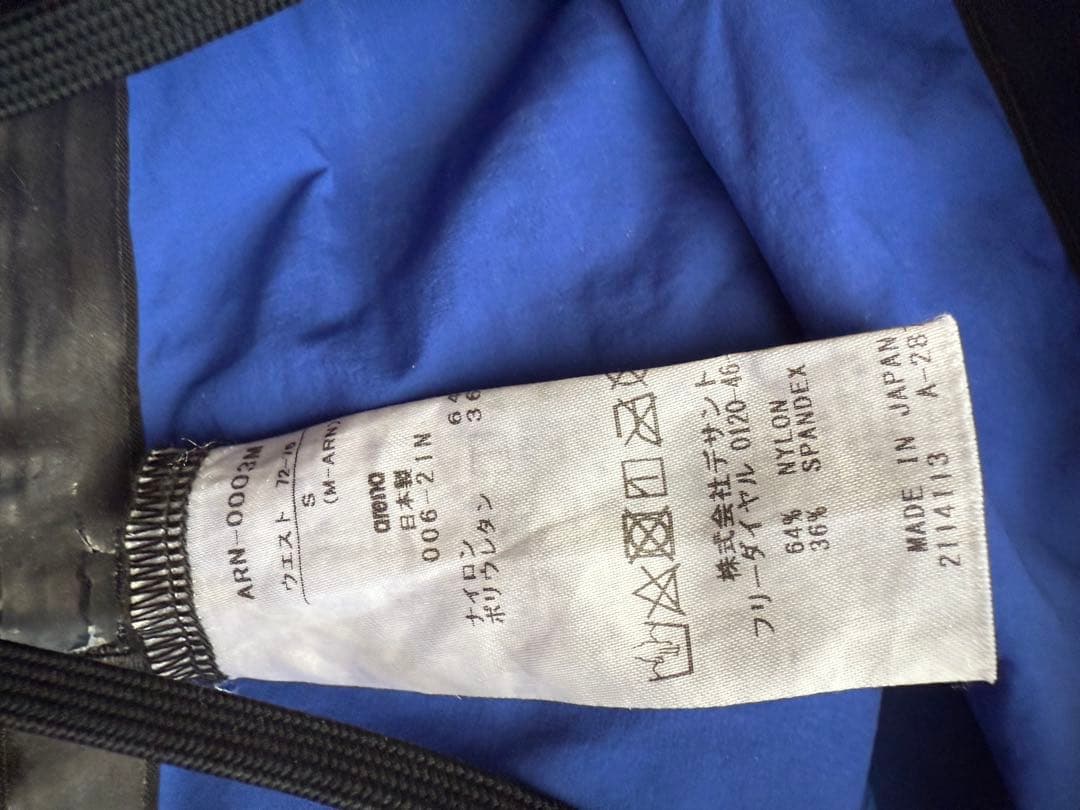 ARN-0003M
ウエスト 72-78
S
(M-ARN)
arena
日本製
006-21N
ナイロン 64
ポリウレタン 36
株式会社デサント
フリーダイヤル 0120-46
64% NYLON
36% SPANDEX
MADE IN JAPAN
2114113 A-28